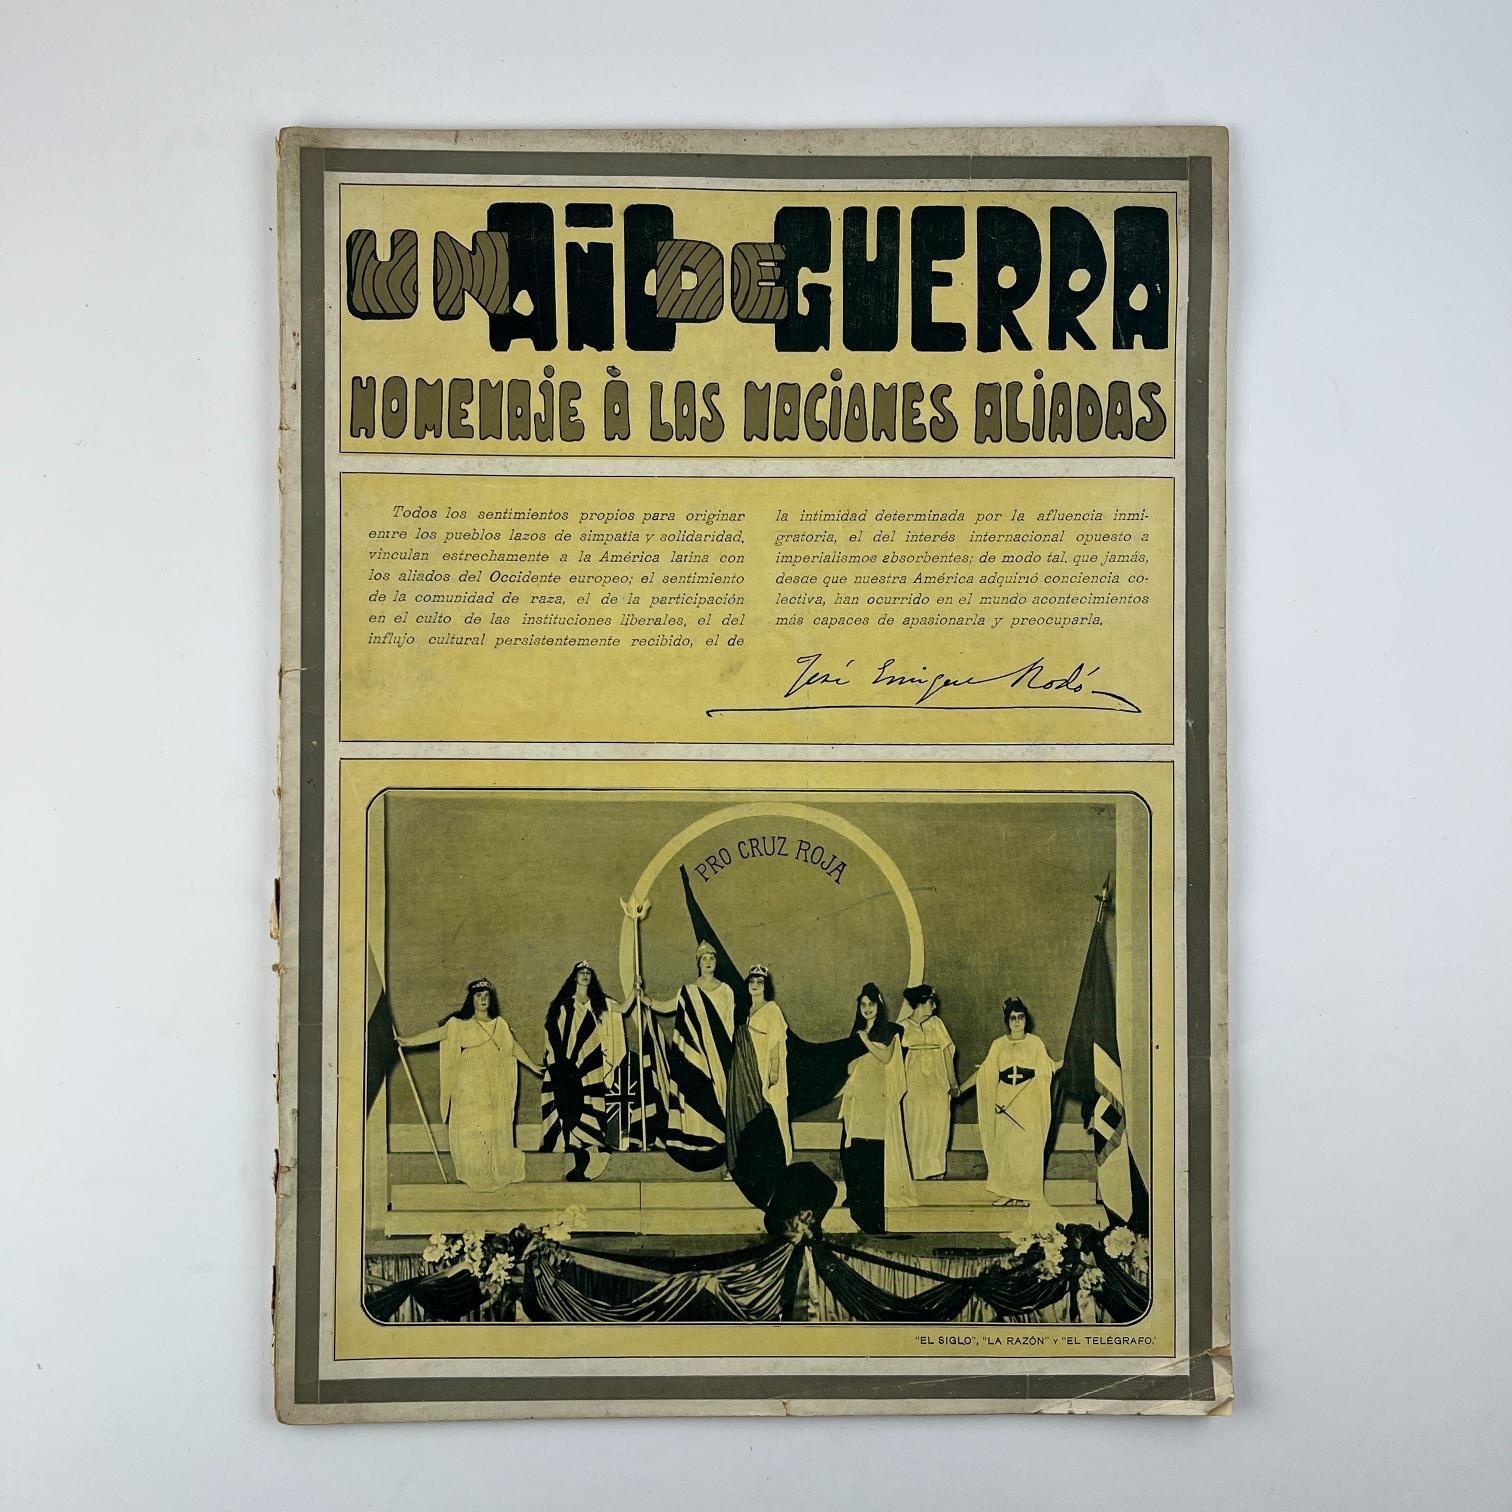 UN AÑO DE GUERRA
HOMENAJE À LAS NACIONES ALIADAS
Todos los sentimientos propios para originar
entre los pueblos lazos de simpatía y solidaridad,
vinculan estrechamente a la América latina con
los aliados del Occidente europeo; el sentimiento
de la comunidad de raza, el de la participación
en el culto de las instituciones liberales, el del
influjo cultural persistentemente recibido, el de
la intimidad determinada por la afluencia inmi-
gratoria, el del interés internacional opuesto a
imperialismos absorbentes; de modo tal, que jamás,
desde que nuestra América adquirió conciencia co-
lectiva, han ocurrido en el mundo acontecimientos
más capaces de apasionarla y preocuparla.
José Enrique Rodó
PRO CRUZ ROJA
"EL SIGLO", "LA RAZÓN" Y "EL TELÉGRAFO."